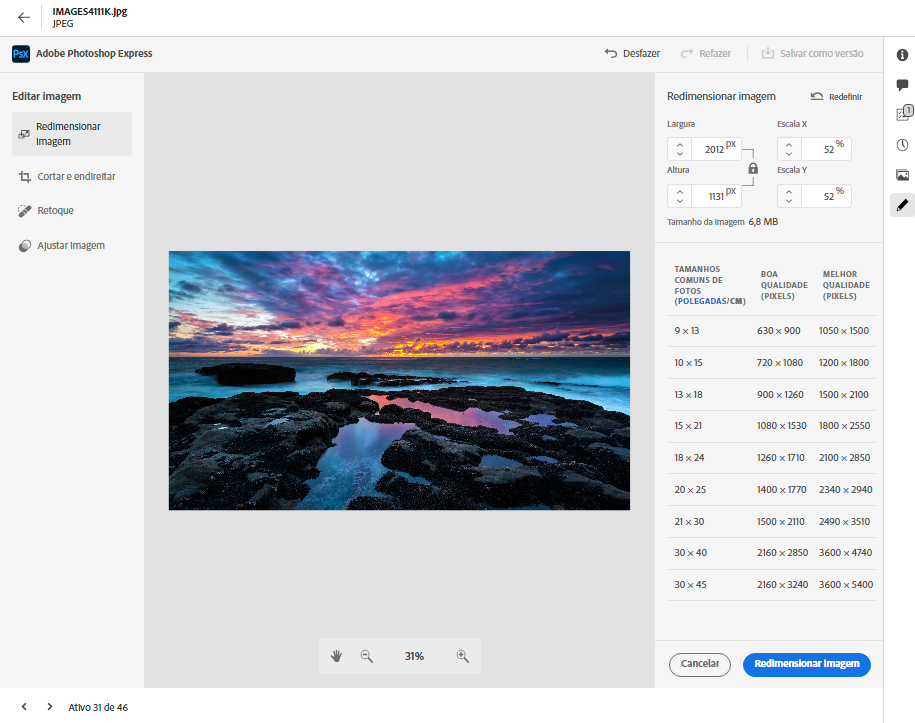 IMAGES4111K.jpg
JPEG
PsX Adobe Photoshop Express
Desfazer
Refazer
Salvar como versão
1
Editar imagem
Redimensionar
Imagem
Cortar e endireitar
Retoque
Ajustar Imagem
Redimensionar imagem
Redefinir
Largura
Escala X
2012 px
52 %
Altura
Escala Y
1131 px
52 %
Tamanho da Imagem 6,8 MB
TAMANHOS
COMUNS DE
FOTOS
(POLEGADAS/CM)
BOA
QUALIDADE
(PIXELS)
MELHOR
QUALIDADE
(PIXELS)
9 × 13 630 × 900 1050 × 1500
10 × 15 720 × 1080 1200 × 1800
13 × 18 900 × 1260 1500 × 2100
15 × 21 1080 × 1530 1800 × 2550
18 × 24 1260 × 1710 2100 × 2850
20 × 25 1400 × 1770 2340 × 2940
21 × 30 1500 × 2110 2490 × 3510
30 × 40 2160 × 2850 3600 × 4740
30 × 45 2160 × 3240 3600 × 5400
31%
Cancelar
Redimensionar Imagem
Ativo 31 de 46